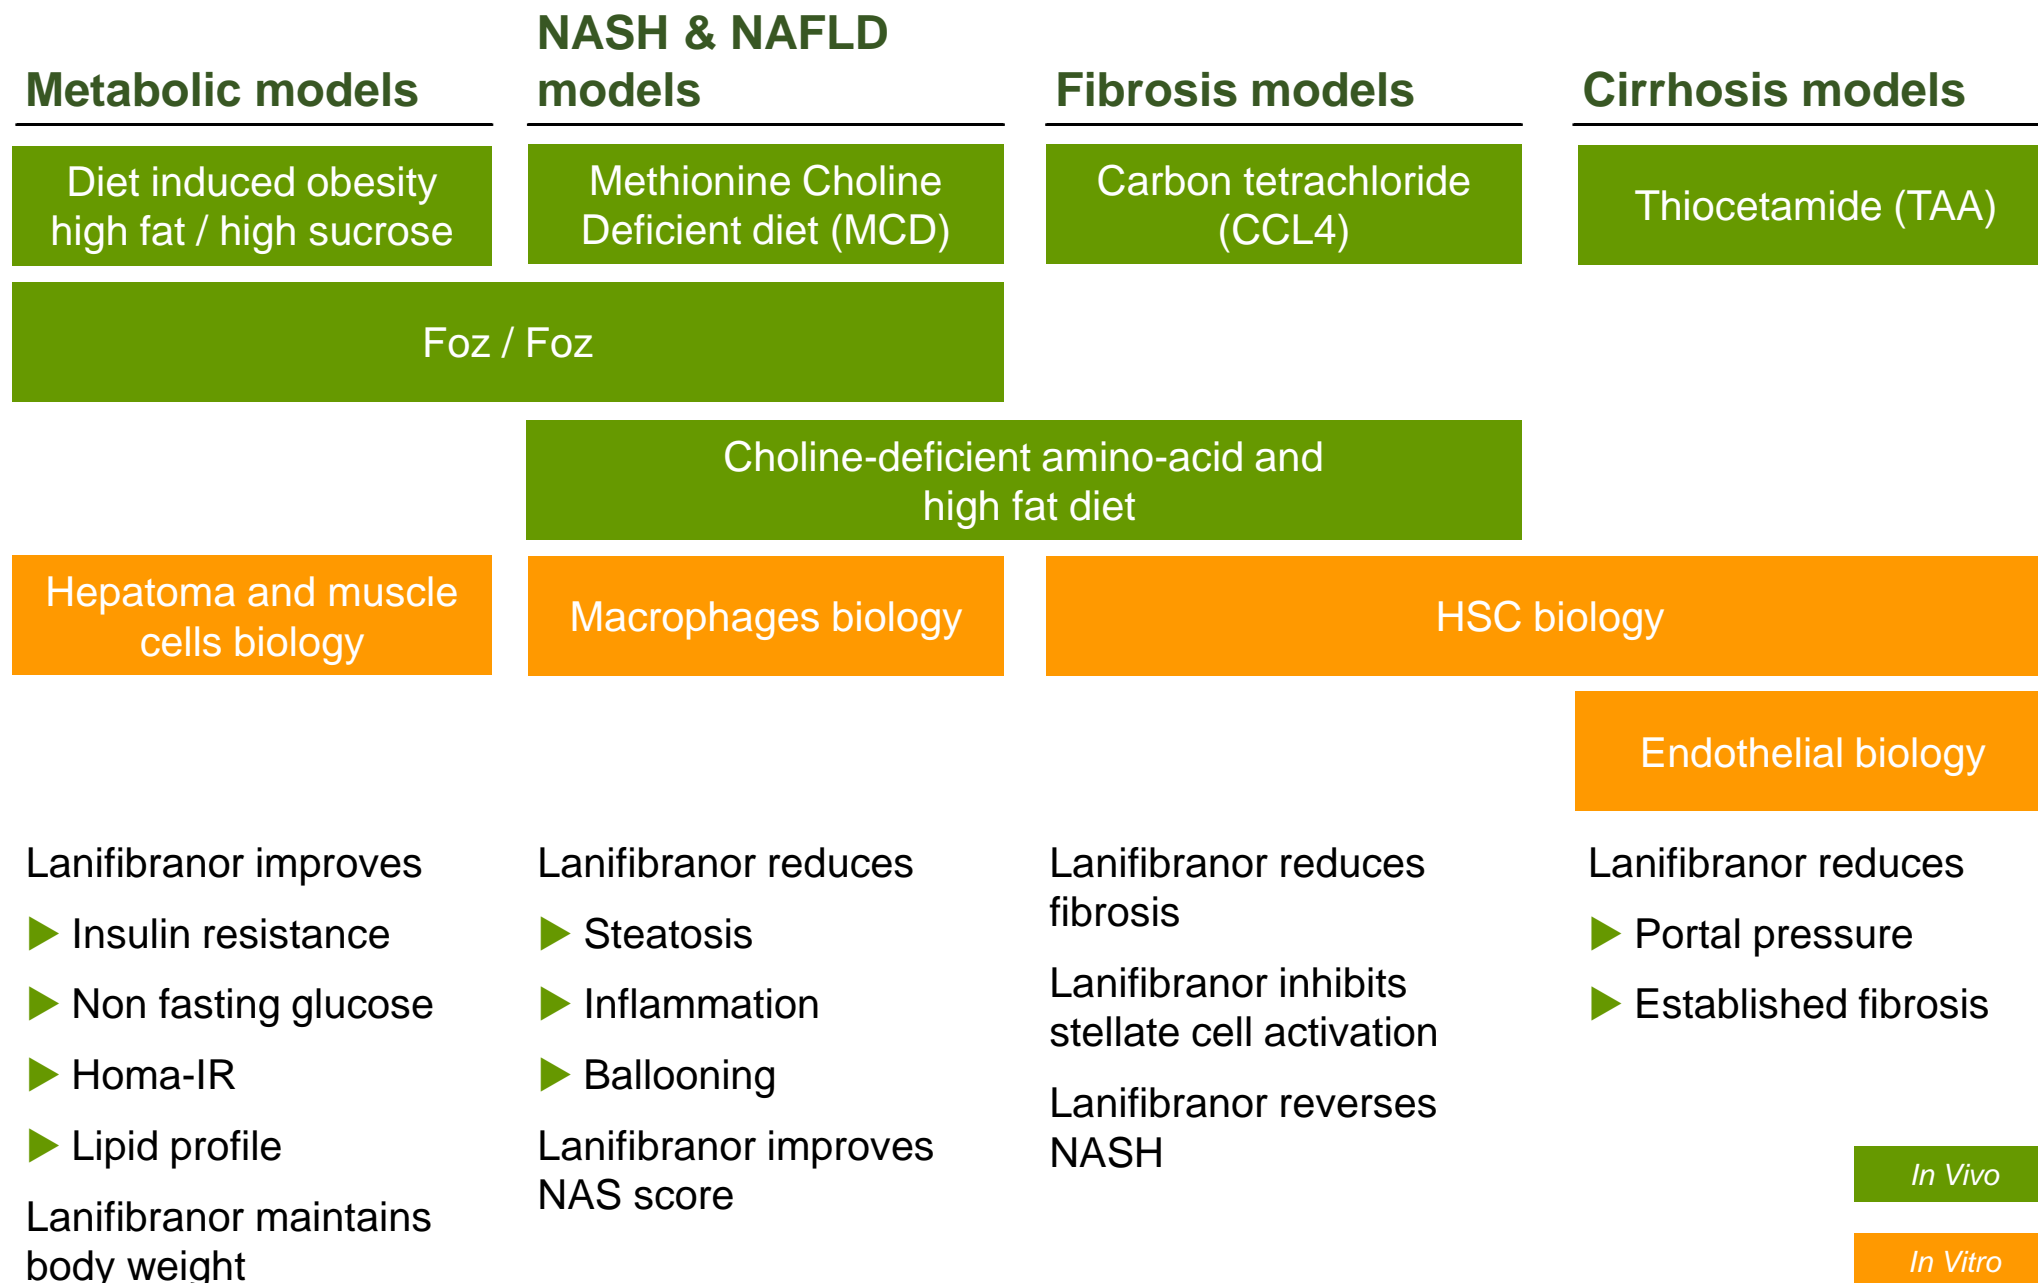 Metabolic models
NASH & NAFLD
models
Fibrosis models
Cirrhosis models
Diet induced obesity
high fat / high sucrose
Methionine Choline
Deficient diet (MCD)
Carbon tetrachloride
(CCL4)
Thiocetamide (TAA)
Foz / Foz
Choline-deficient amino-acid and
high fat diet
Hepatoma and muscle
cells biology
Macrophages biology
HSC biology
Endothelial biology
Lanifibranor improves
Insulin resistance
Non fasting glucose
Homa-IR
Lipid profile
Lanifibranor maintains
body weight
Lanifibranor reduces
Steatosis
Inflammation
Ballooning
Lanifibranor improves
NAS score
Lanifibranor reduces
fibrosis
Lanifibranor inhibits
stellate cell activation
Lanifibranor reverses
NASH
Lanifibranor reduces
Portal pressure
Established fibrosis
In Vivo
In Vitro